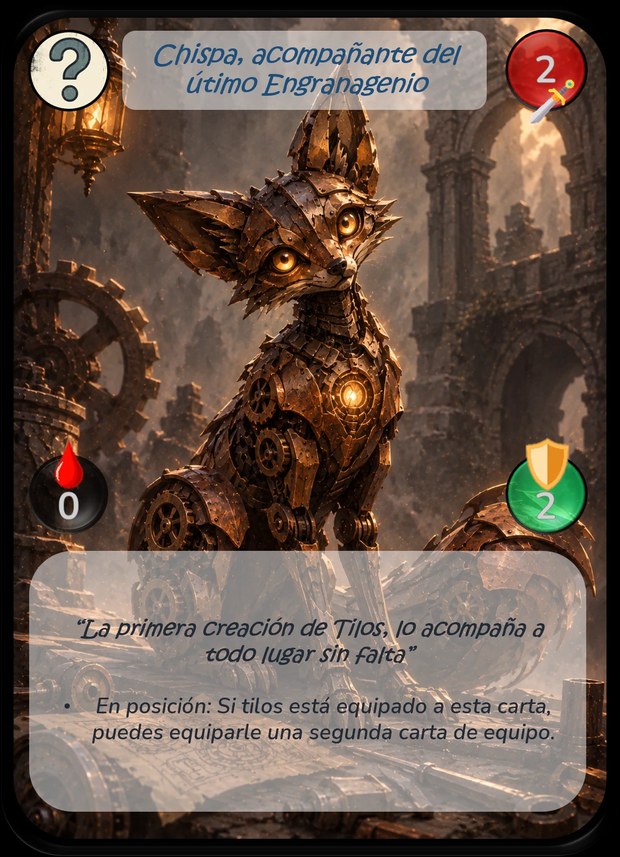 ?
Chispa, acompañante del
útimo Engranagenio
2
0
2
“La primera creación de Tilos, lo acompaña a
todo lugar sin falta”
• En posición: Si tilos está equipado a esta carta,
puedes equiparle una segunda carta de equipo.